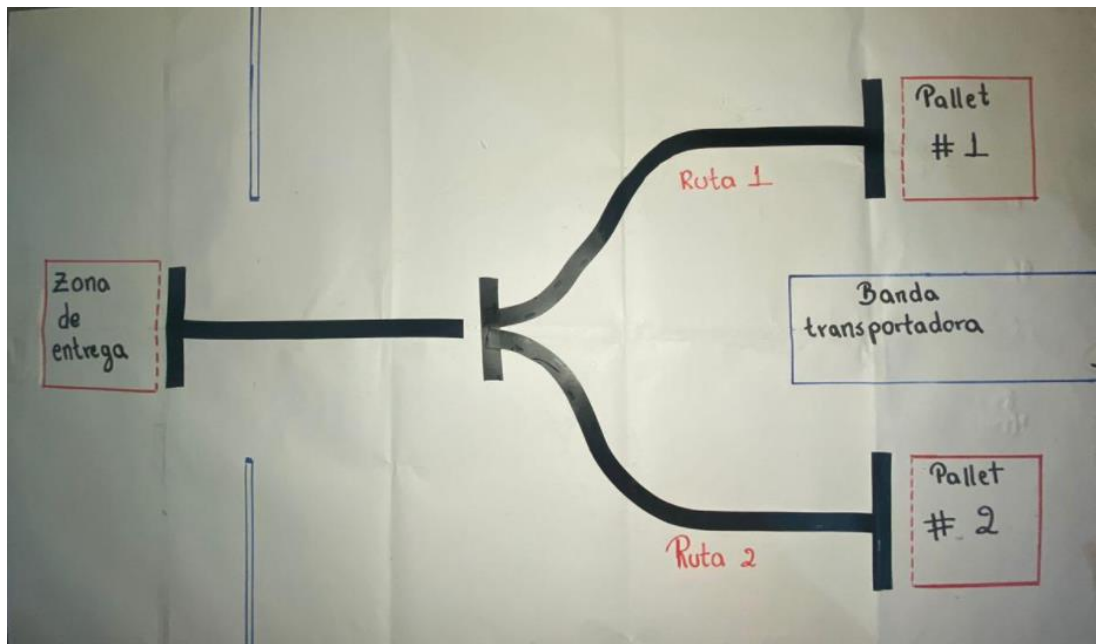 Pallet
# 1
Ruta 1
Zona
de
entrega
Banda
transportadora
Pallet
# 2
Ruta 2